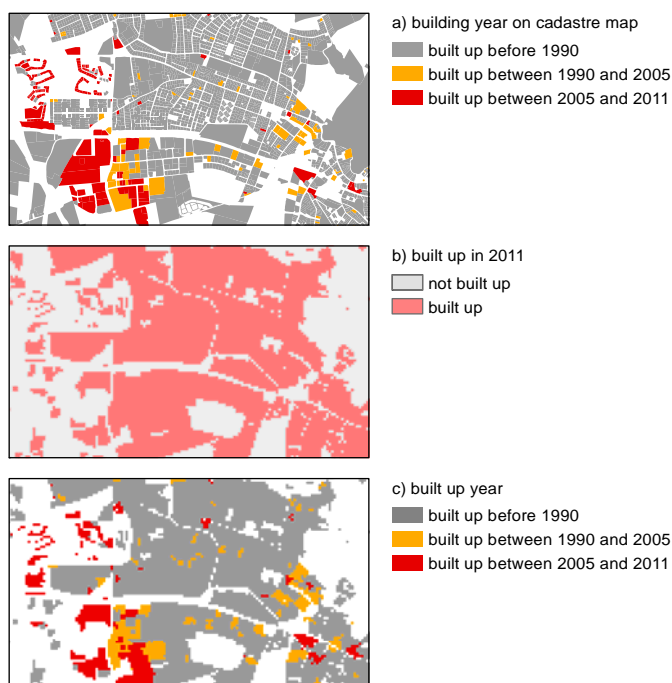 a) building year on cadastre map
built up before 1990
built up between 1990 and 2005
built up between 2005 and 2011
b) built up in 2011
not built up
built up
c) built up year
built up before 1990
built up between 1990 and 2005
built up between 2005 and 2011